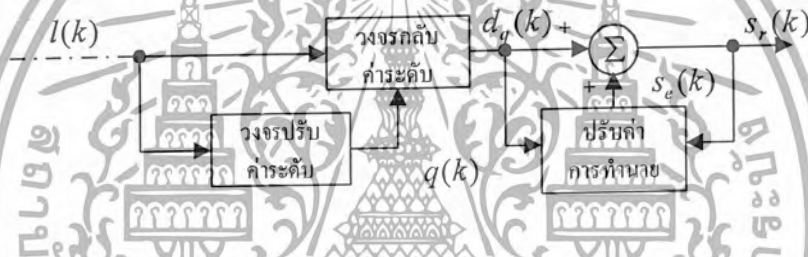 l(k)
วงจรกลับ
ค่าระดับ
d_q(k)
+
Σ
s_r(k)
+
s_e(k)
วงจรปรับ
ค่าระดับ
q(k)
ปรับค่า
การทำนาย